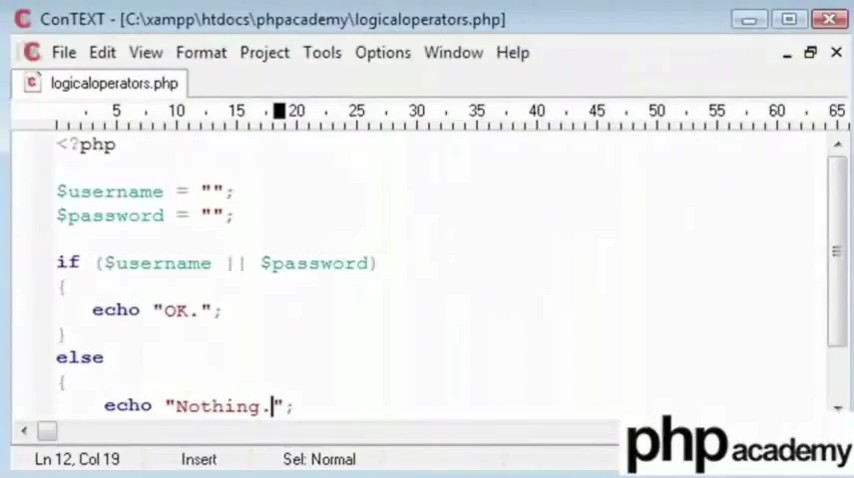 ConTEXT - [C:\xampp\htdocs\phpacademy\logicaloperators.php]
File Edit View Format Project Tools Options Window Help
logicaloperators.php
5 10 15 20 25 30 35 40 45 50 55 60 65
<?php
$username = "";
$password = "";
if ($username || $password)
{
echo "OK.";
}
else
{
echo "Nothing.";
Ln 12, Col 19 Insert Sel: Normal
php academy